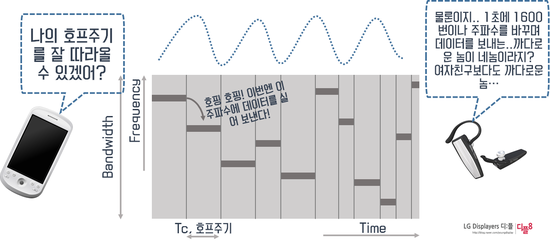 나의 호프주기
를 잘 따라올
수 있겠어?
물론이지.. 1초에 1600
번이나 주파수를 바꾸며
데이터를 보내는..까다로
운 놈이 네놈이라지?
여자친구보다도 까다로운
놈...
Bandwidth
Frequency
호핑 호핑! 이번엔 이
주파수에 데이터를 실
어 보낸다!
Tc, 호프주기
Time
LG Displayers 디:플 디플8